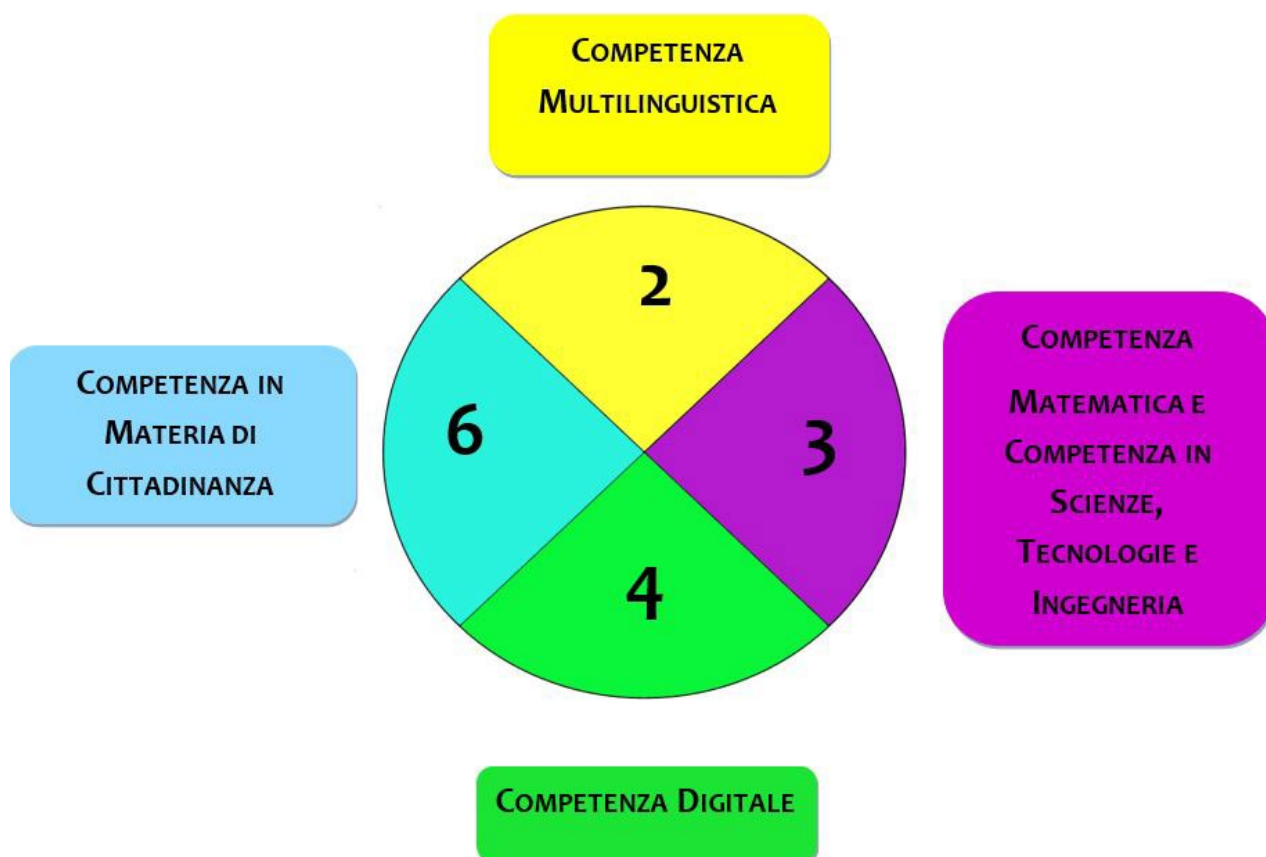 COMPETENZA
MULTILINGUISTICA
2
COMPETENZA IN
MATERIA DI
CITTADINANZA
6
3
COMPETENZA
MATEMATICA E
COMPETENZA IN
SCIENZE,
TECNOLOGIE E
INGEGNERIA
4
COMPETENZA DIGITALE